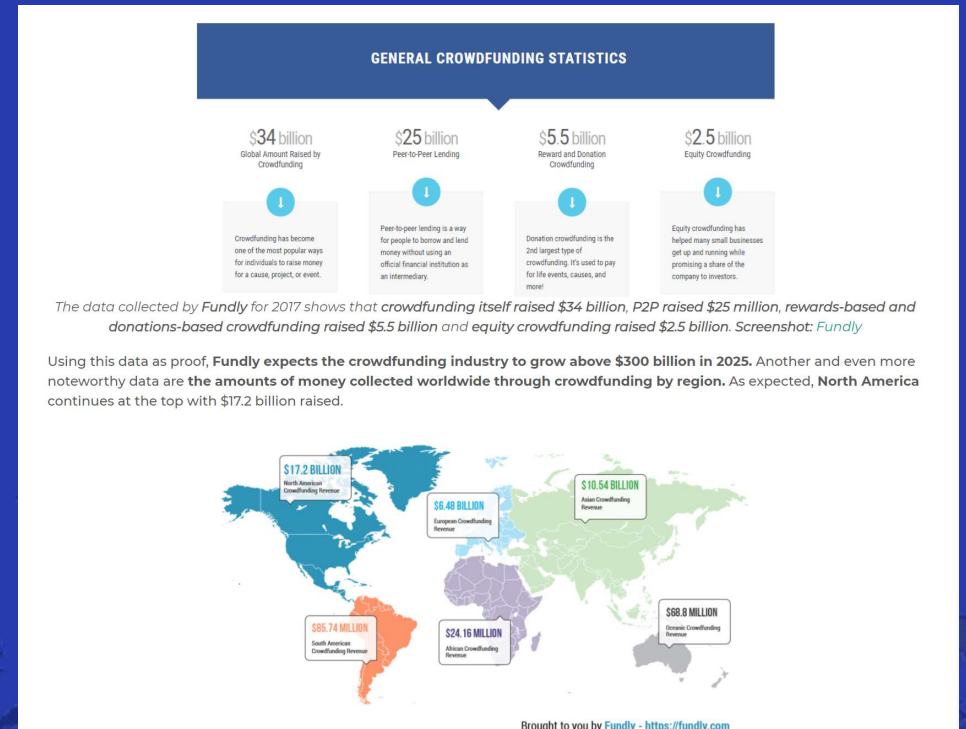 GENERAL CROWDFUNDING STATISTICS
$34 billion
Global Amount Raised by
Crowdfunding
Crowdfunding has become
one of the most popular ways
for individuals to raise money
for a cause, project, or event.
$25 billion
Peer-to-Peer Lending
Peer-to-peer lending is a way
for people to borrow and lend
money without using an
official financial institution as
an intermediary.
$5.5 billion
Reward and Donation
Crowdfunding
Donation crowdfunding is the
2nd largest type of
crowdfunding. It's used to pay
for life events, causes, and
more!
$2.5 billion
Equity Crowdfunding
Equity crowdfunding has
helped many small businesses
get up and running while
promising a share of the
company to investors.
The data collected by Fundly for 2017 shows that crowdfunding itself raised $34 billion, P2P raised $25 million, rewards-based and
donations-based crowdfunding raised $5.5 billion and equity crowdfunding raised $2.5 billion. Screenshot: Fundly
Using this data as proof, Fundly expects the crowdfunding industry to grow above $300 billion in 2025. Another and even more
noteworthy data are the amounts of money collected worldwide through crowdfunding by region. As expected, North America
continues at the top with $17.2 billion raised.
$17.2 BILLION
North American
Crowdfunding Revenue
$6.48 BILLION
European Crowdfunding
Revenue
$10.54 BILLION
Asian Crowdfunding
Revenue
$85.74 MILLION
South American
Crowdfunding Revenue
$24.16 MILLION
African Crowdfunding
Revenue
$68.8 MILLION
Oceanic Crowdfunding
Revenue
Brought to you by Fundly - https://fundly.com